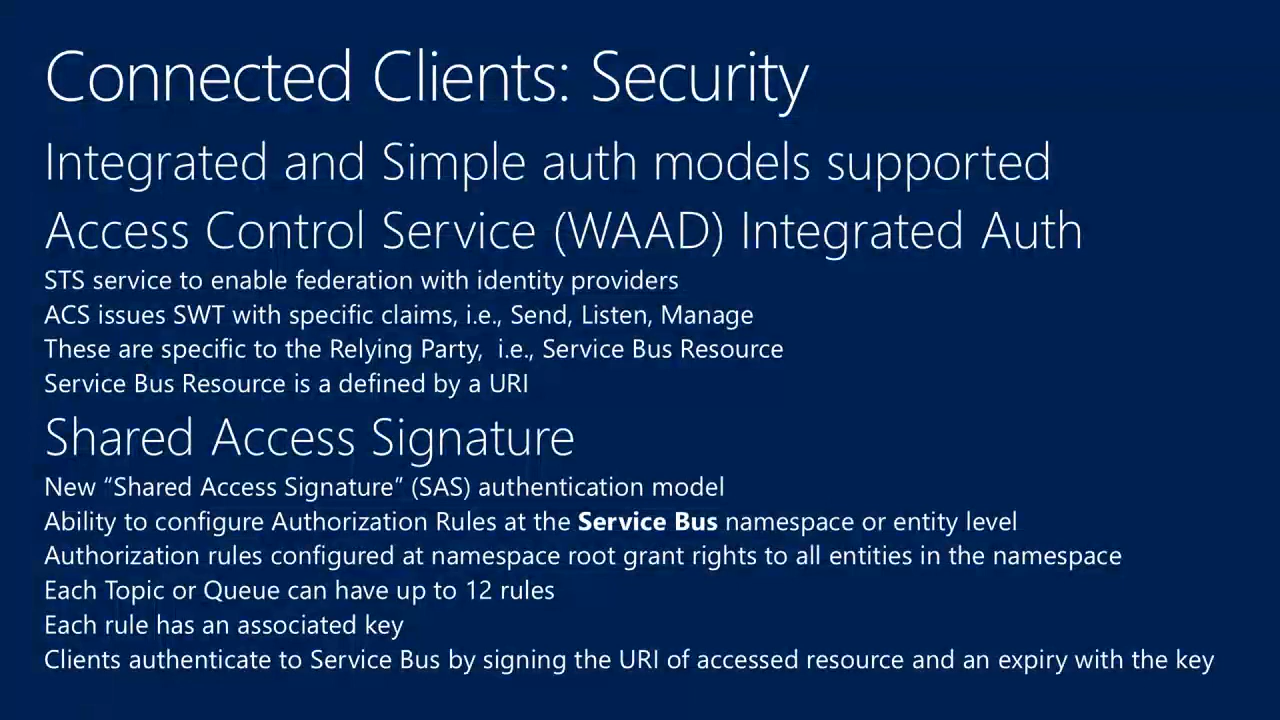 Connected Clients: Security
Integrated and Simple auth models supported
Access Control Service (WAAD) Integrated Auth
STS service to enable federation with identity providers
ACS issues SWT with specific claims, i.e., Send, Listen, Manage
These are specific to the Relying Party,  i.e., Service Bus Resource
Service Bus Resource is a defined by a URI
Shared Access Signature
New “Shared Access Signature” (SAS) authentication model
Ability to configure Authorization Rules at the Service Bus namespace or entity level
Authorization rules configured at namespace root grant rights to all entities in the namespace
Each Topic or Queue can have up to 12 rules
Each rule has an associated key
Clients authenticate to Service Bus by signing the URI of accessed resource and an expiry with the key